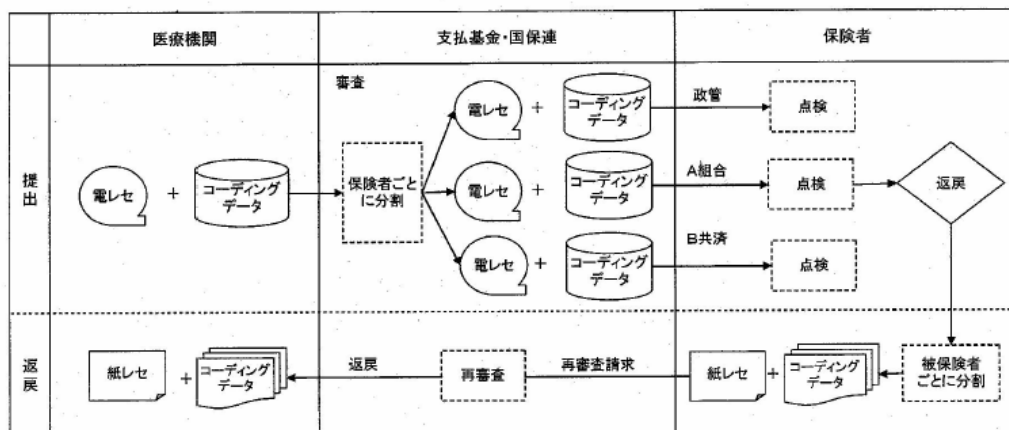 医療機関
支払基金・国保連
保険者
提出
審査
電レセ
+
コーディング
データ
保険者ごと
に分割
電レセ
+
コーディング
データ
政管
点検
電レセ
+
コーディング
データ
A組合
点検
返戻
電レセ
+
コーディング
データ
B共済
点検
返戻
紙レセ
+
コーディング
データ
返戻
再審査
再審査請求
紙レセ
+
コーディング
データ
被保険者
ごとに分割